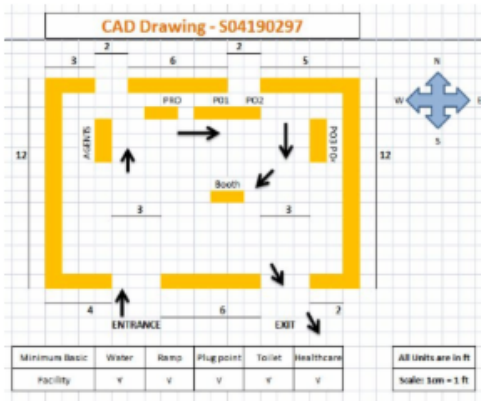 CAD Drawing - S04190297
2 2
3 6 5
N
PRO PO1 PO2
W E
S
AGENTS
12 12
Booth
3 3
4 6 2
ENTRANCE EXIT
Minimum Basic Water Ramp Plug point Toilet Healthcare
Facility Y Y Y Y Y
All Units are in ft
Scale: 1cm = 1 ft